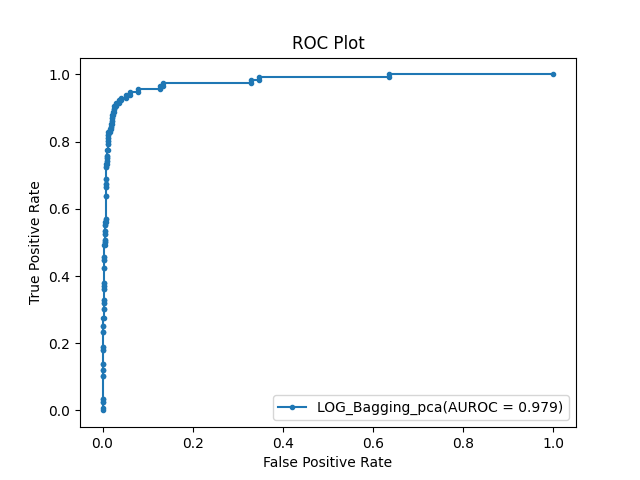 ROC Plot
1.0
0.8
0.6
0.4
0.2
0.0
True Positive Rate
LOG_Bagging_pca(AUROC = 0.979)
0.0 0.2 0.4 0.6 0.8 1.0
False Positive Rate